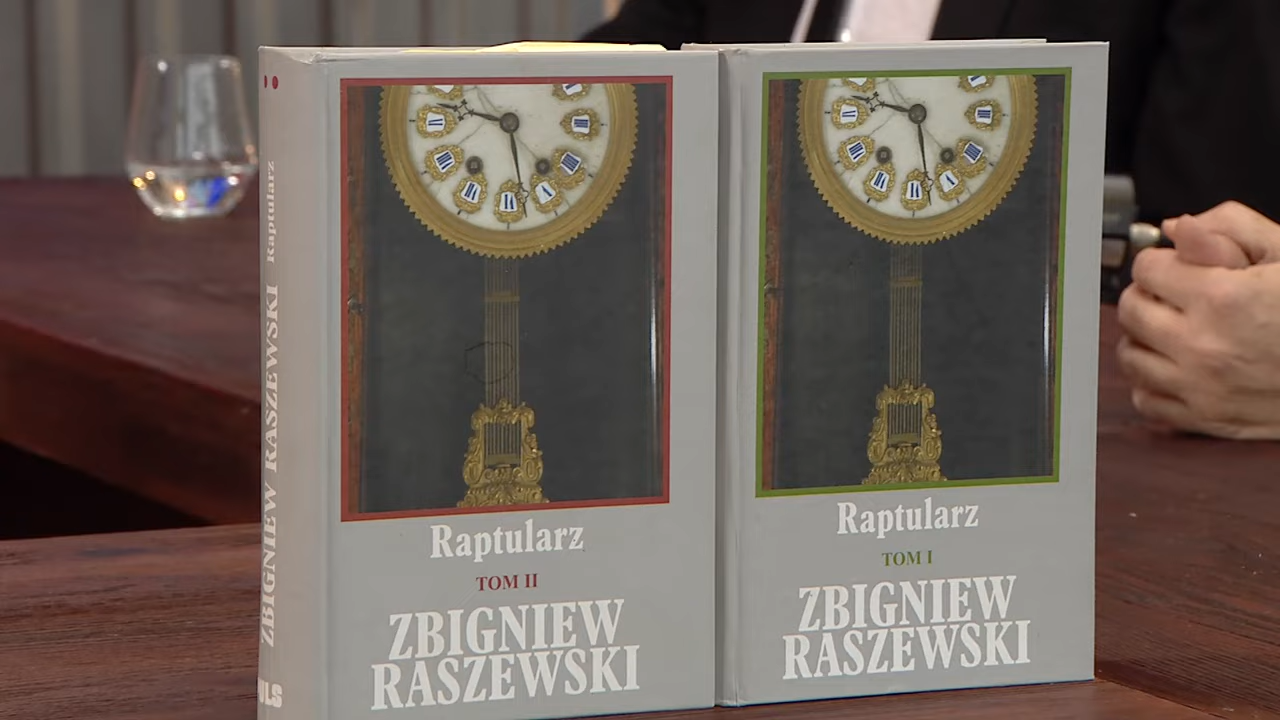 Raptularz
ZBIGNIEW RASZEWSKI
Raptularz
TOM II
ZBIGNIEW
RASZEWSKI
Raptularz
TOM I
ZBIGNIEW
RASZEWSKI